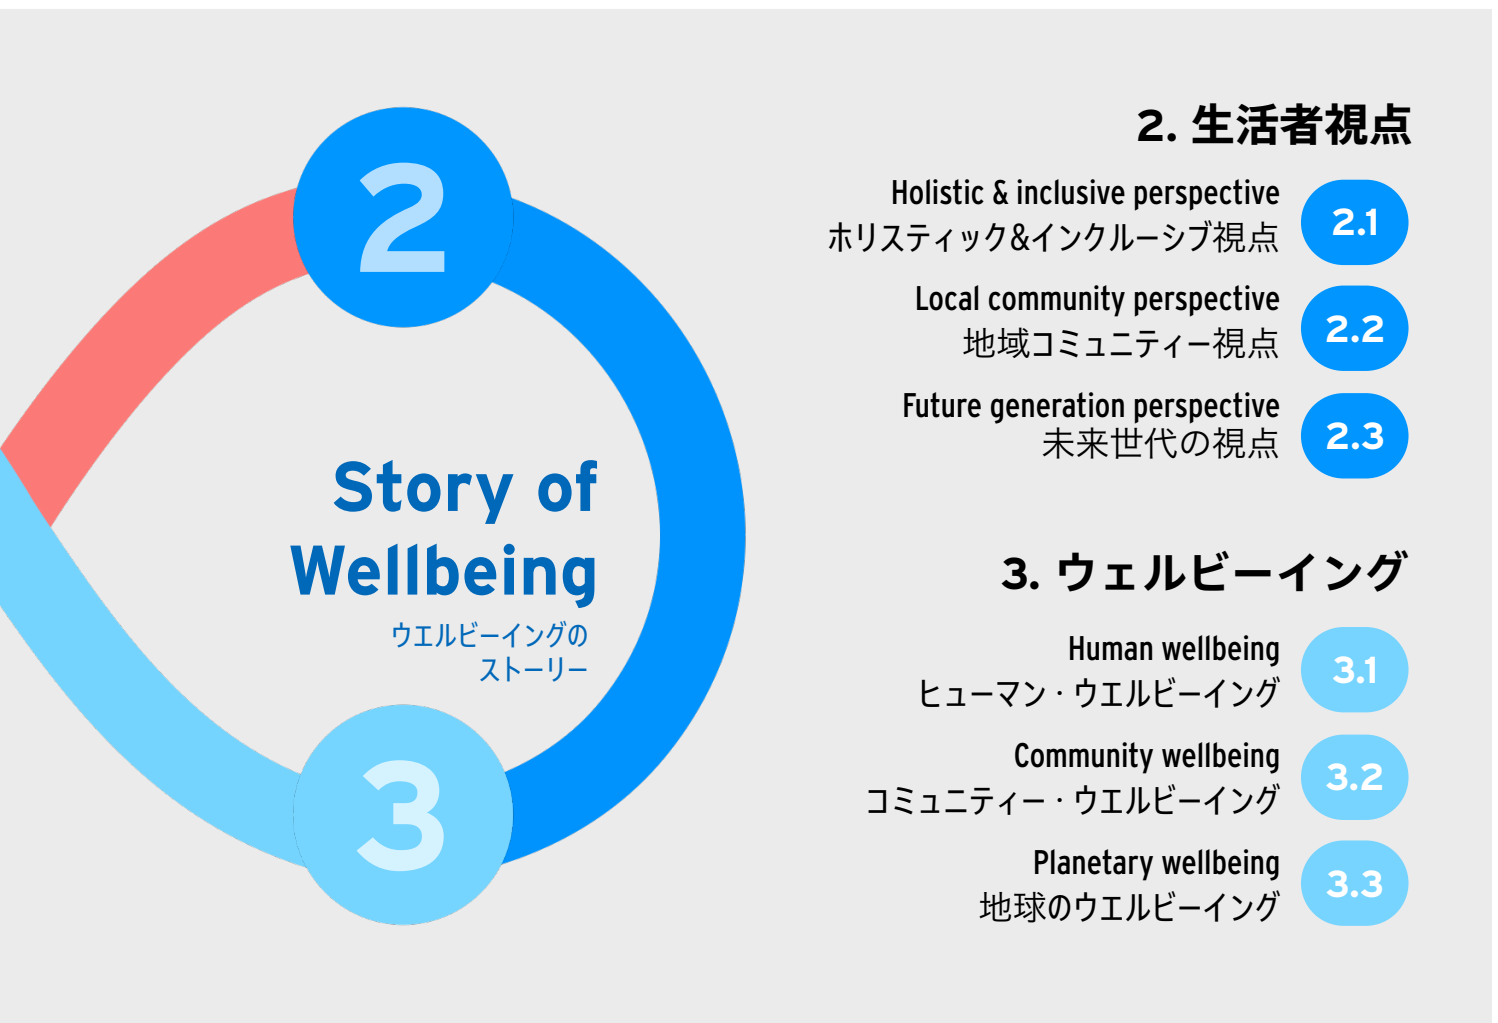 2
Story of
Wellbeing
ウエルビーイングの
ストーリー
3
2. 生活者視点
Holistic & inclusive perspective
ホリスティック&インクルーシブ視点
2.1
Local community perspective
地域コミュニティー視点
2.2
Future generation perspective
未来世代の視点
2.3
3. ウェルビーイング
Human wellbeing
ヒューマン・ウエルビーイング
3.1
Community wellbeing
コミュニティー・ウエルビーイング
3.2
Planetary wellbeing
地球のウエルビーイング
3.3